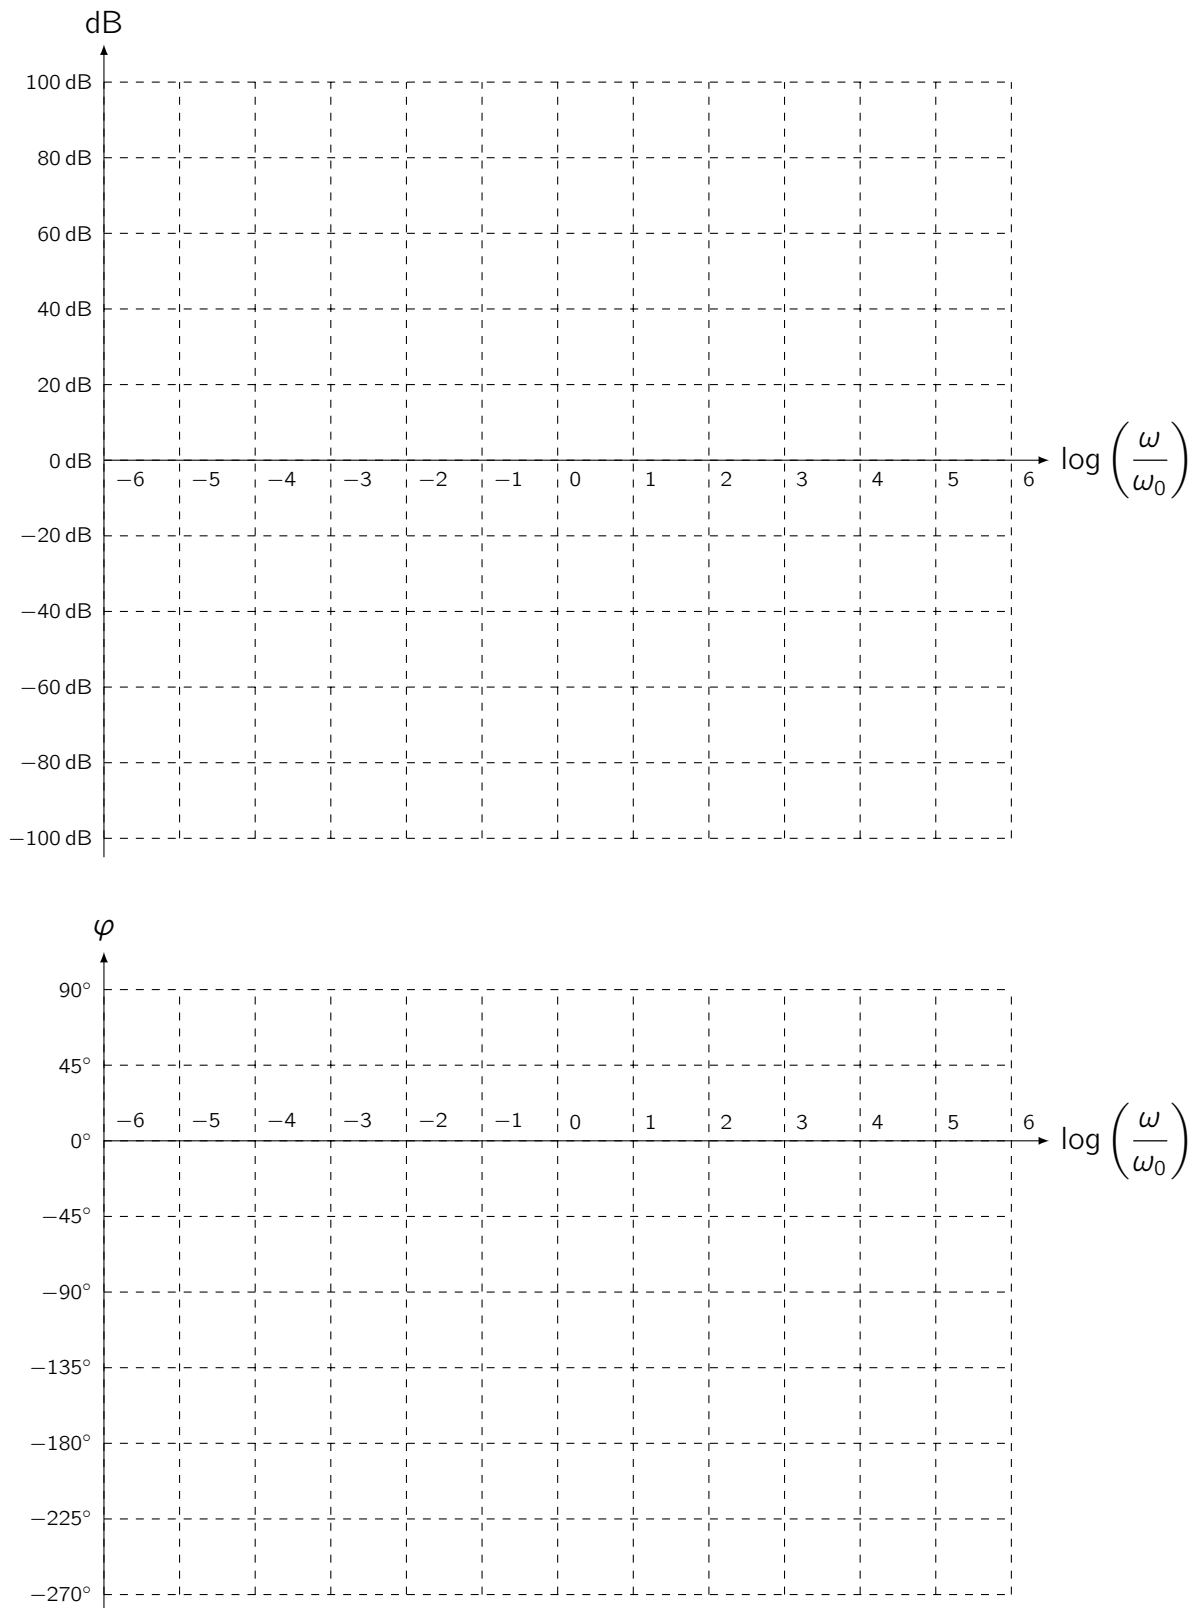 dB
100 dB
80 dB
60 dB
40 dB
20 dB
0 dB
−6 −5 −4 −3 −2 −1 0 1 2 3 4 5 6
log (ω/ω₀)
−20 dB
−40 dB
−60 dB
−80 dB
−100 dB
φ
90°
45°
−6 −5 −4 −3 −2 −1 0 1 2 3 4 5 6
0°
log (ω/ω₀)
−45°
−90°
−135°
−180°
−225°
−270°